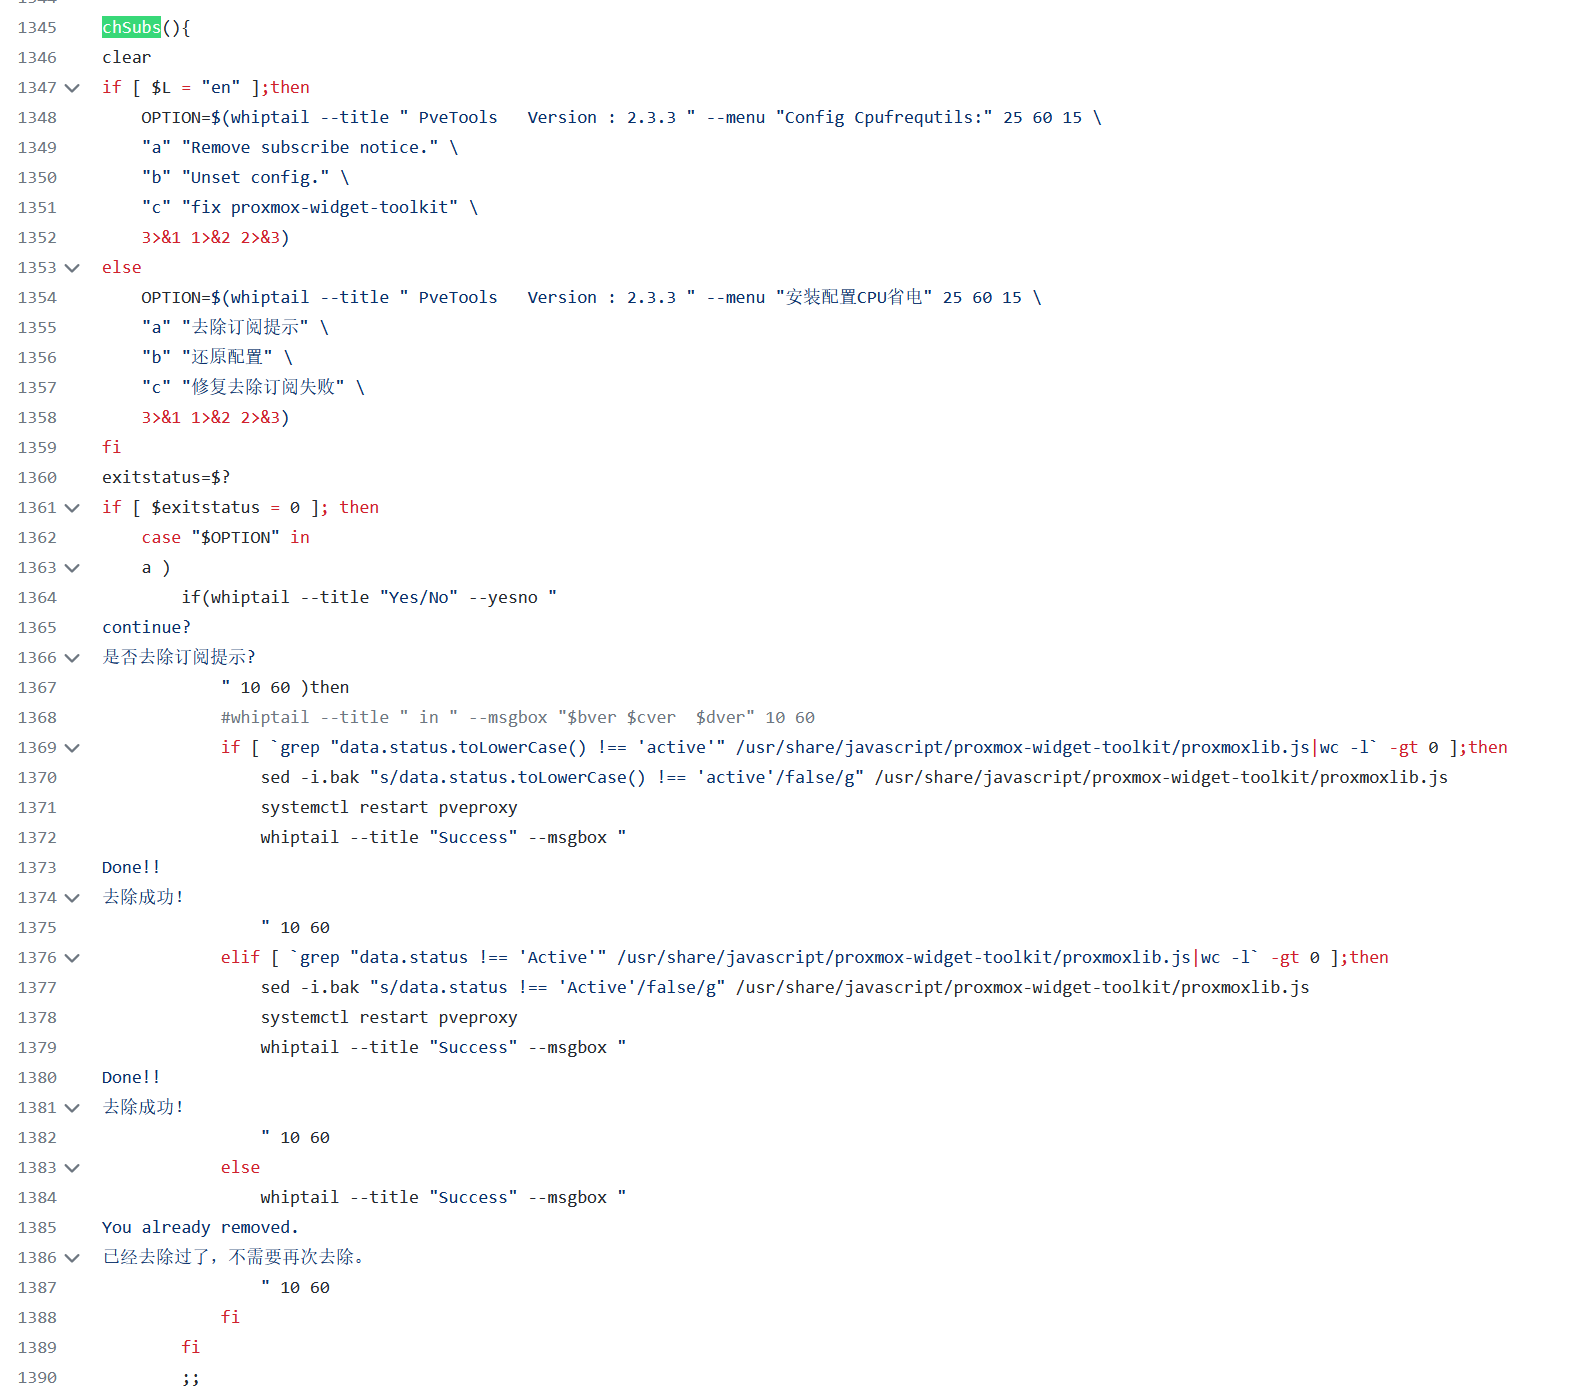 1345 chSubs(){
1346 clear
1347 if [ $L = "en" ];then
1348     OPTION=$(whiptail --title " PveTools   Version : 2.3.3 " --menu "Config Cpufrequtils:" 25 60 15 \
1349     "a" "Remove subscribe notice." \
1350     "b" "Unset config." \
1351     "c" "fix proxmox-widget-toolkit" \
1352     3>&1 1>&2 2>&3)
1353 else
1354     OPTION=$(whiptail --title " PveTools   Version : 2.3.3 " --menu "安装配置CPU省电" 25 60 15 \
1355     "a" "去除订阅提示" \
1356     "b" "还原配置" \
1357     "c" "修复去除订阅失败" \
1358     3>&1 1>&2 2>&3)
1359 fi
1360 exitstatus=$?
1361 if [ $exitstatus = 0 ]; then
1362     case "$OPTION" in
1363     a )
1364         if(whiptail --title "Yes/No" --yesno "
1365 continue?
1366 是否去除订阅提示?
1367             " 10 60 )then
1368             #whiptail --title " in " --msgbox "$bver $cver  $dver" 10 60
1369             if [ `grep "data.status.toLowerCase() !== 'active'" /usr/share/javascript/proxmox-widget-toolkit/proxmoxlib.js|wc -l` -gt 0 ];then
1370                 sed -i.bak "s/data.status.toLowerCase() !== 'active'/false/g" /usr/share/javascript/proxmox-widget-toolkit/proxmoxlib.js
1371                 systemctl restart pveproxy
1372                 whiptail --title "Success" --msgbox "
1373 Done!!
1374 去除成功!
1375                 " 10 60
1376             elif [ `grep "data.status !== 'Active'" /usr/share/javascript/proxmox-widget-toolkit/proxmoxlib.js|wc -l` -gt 0 ];then
1377                 sed -i.bak "s/data.status !== 'Active'/false/g" /usr/share/javascript/proxmox-widget-toolkit/proxmoxlib.js
1378                 systemctl restart pveproxy
1379                 whiptail --title "Success" --msgbox "
1380 Done!!
1381 去除成功!
1382                 " 10 60
1383             else
1384                 whiptail --title "Success" --msgbox "
1385 You already removed.
1386 已经去除过了，不需要再次去除。
1387                 " 10 60
1388             fi
1389         fi
1390         ;;